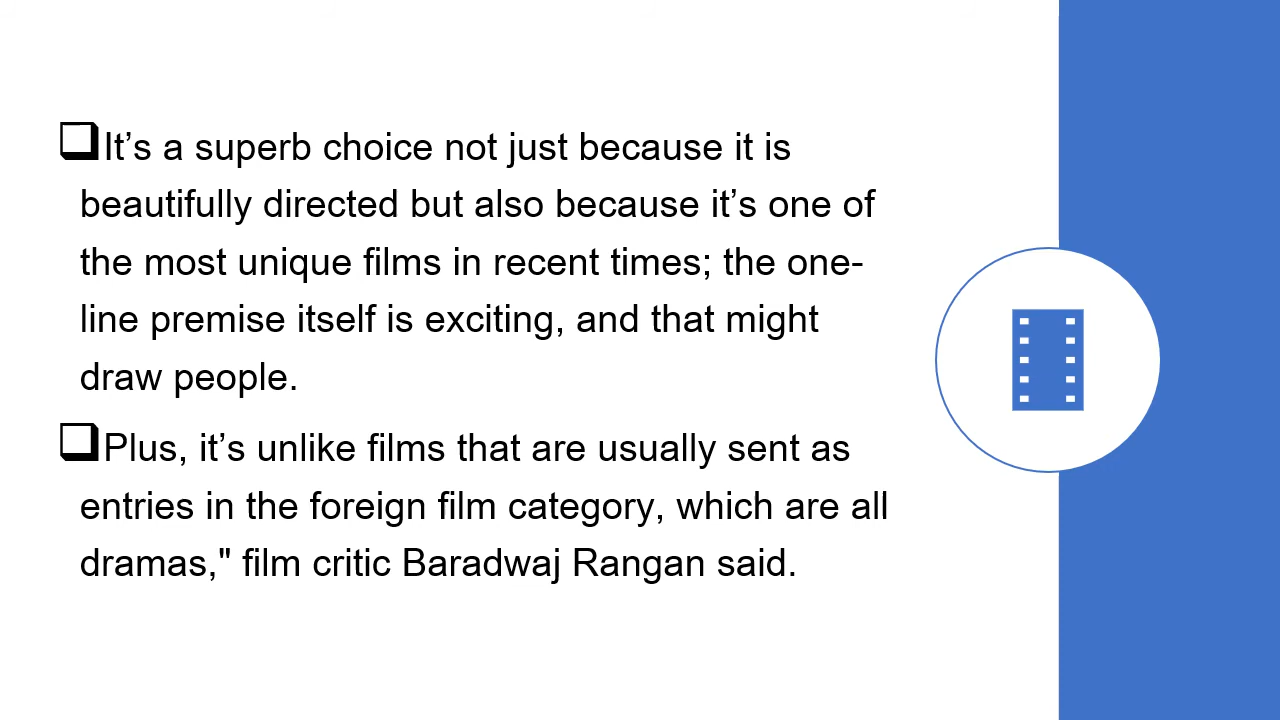 ❑It’s a superb choice not just because it is
beautifully directed but also because it’s one of
the most unique films in recent times; the one-
line premise itself is exciting, and that might
draw people.
❑Plus, it’s unlike films that are usually sent as
entries in the foreign film category, which are all
dramas," film critic Baradwaj Rangan said.